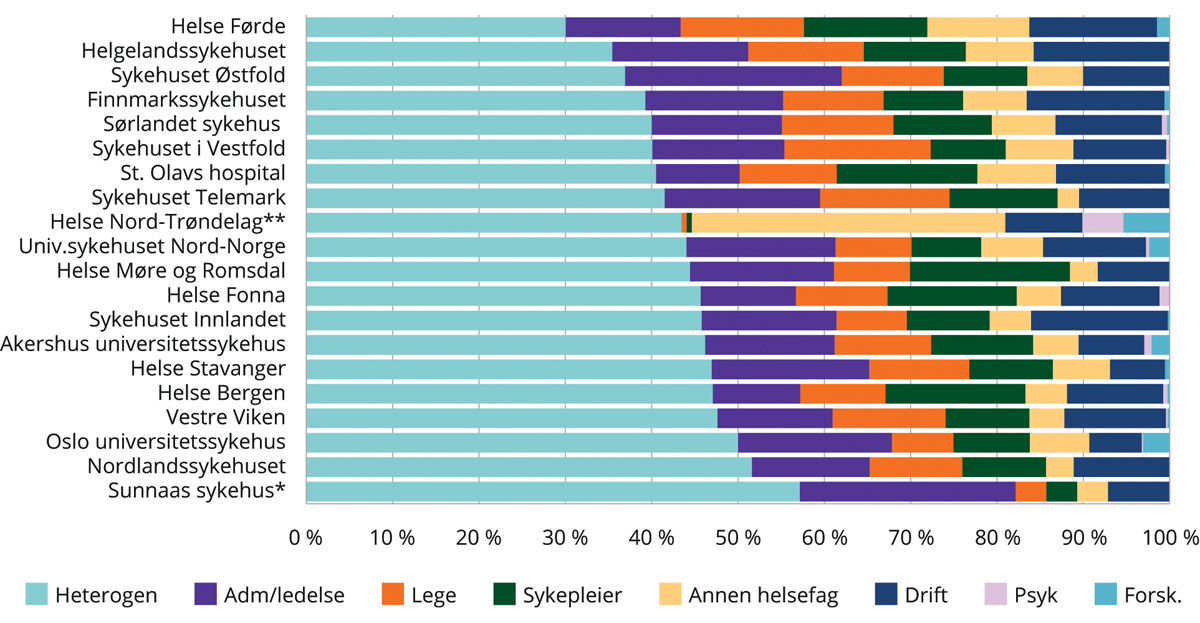 Helse Førde
Helgelandssykehuset
Sykehuset Østfold
Finnmarkssykehuset
Sørlandet sykehus
Sykehuset i Vestfold
St. Olavs hospital
Sykehuset Telemark
Helse Nord-Trøndelag**
Univ.sykehuset Nord-Norge
Helse Møre og Romsdal
Helse Fonna
Sykehuset Innlandet
Akershus universitetssykehus
Helse Stavanger
Helse Bergen
Vestre Viken
Oslo universitetssykehus
Nordlandssykehuset
Sunnaas sykehus*
0 % 10 % 20 % 30 % 40 % 50 % 60 % 70 % 80 % 90 % 100 %
Heterogen Adm/ledelse Lege Sykepleier Annen helsefag Drift Psyk Forsk.